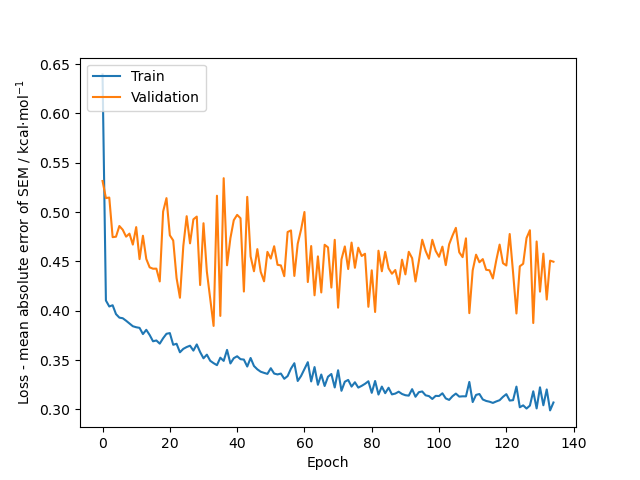 Train
Validation
0.65
0.60
0.55
0.50
0.45
0.40
0.35
0.30
Loss - mean absolute error of SEM / kcal·mol⁻¹
0 20 40 60 80 100 120 140
Epoch